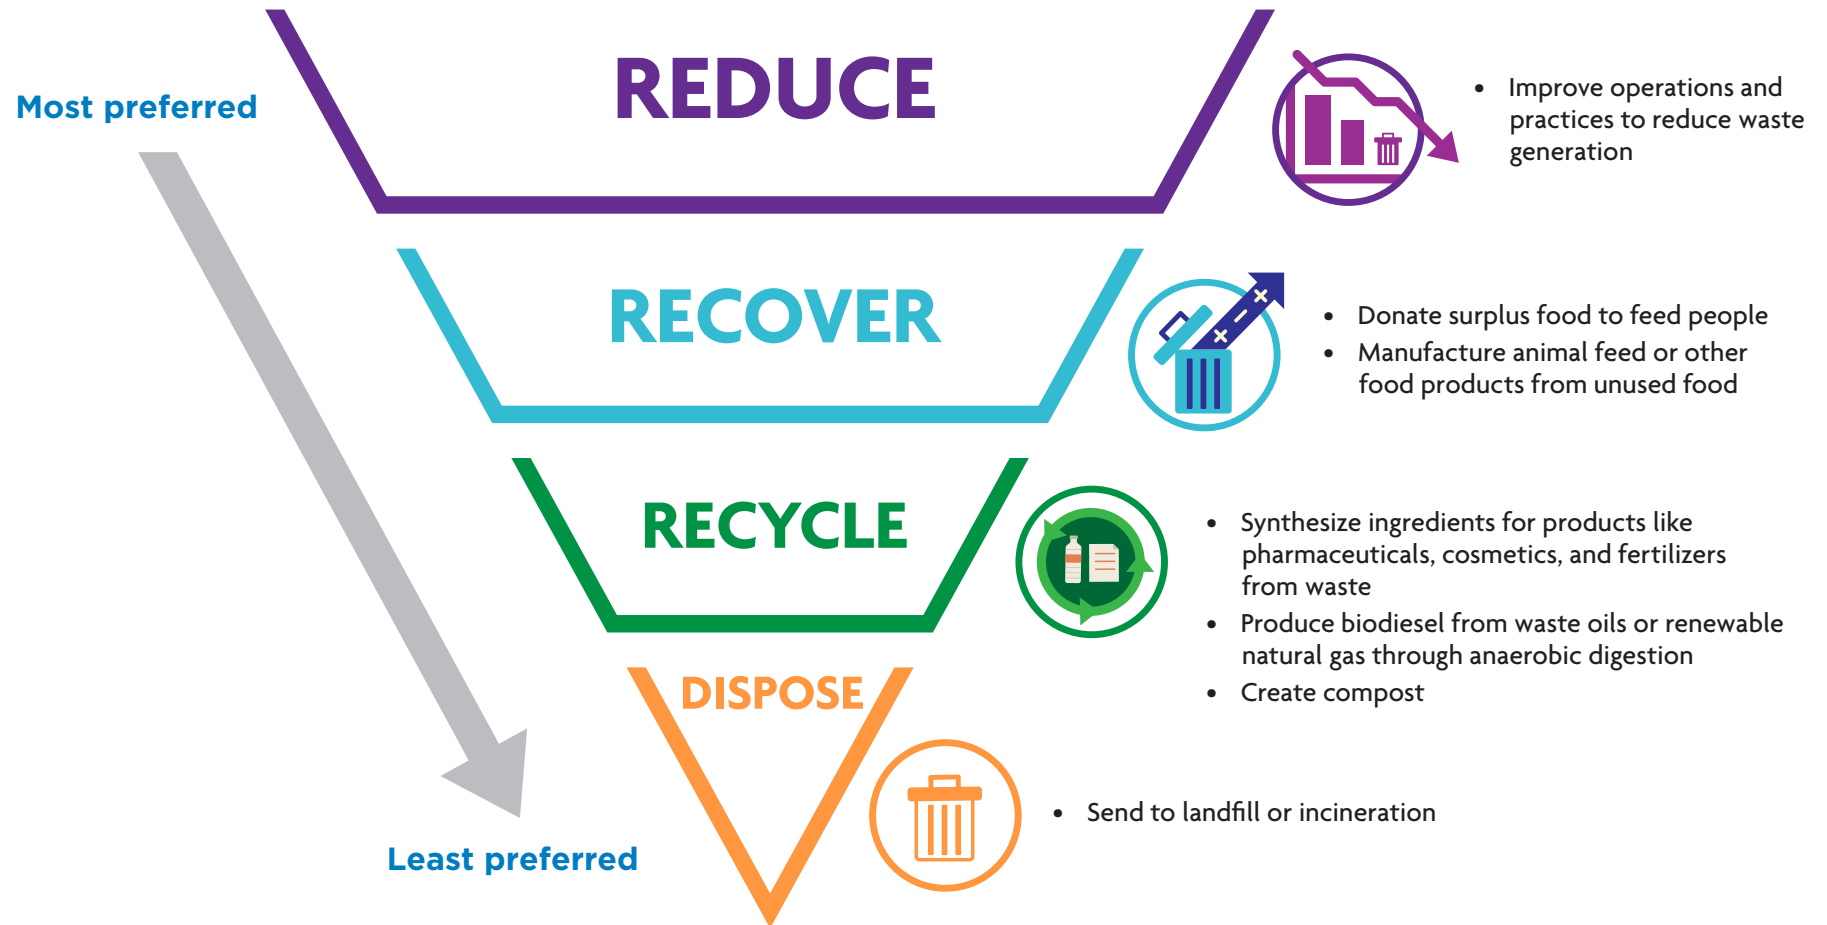 Most preferred
REDUCE
• Improve operations and
practices to reduce waste
generation
RECOVER
• Donate surplus food to feed people
• Manufacture animal feed or other
food products from unused food
RECYCLE
• Synthesize ingredients for products like
pharmaceuticals, cosmetics, and fertilizers
from waste
• Produce biodiesel from waste oils or renewable
natural gas through anaerobic digestion
• Create compost
DISPOSE
• Send to landfill or incineration
Least preferred